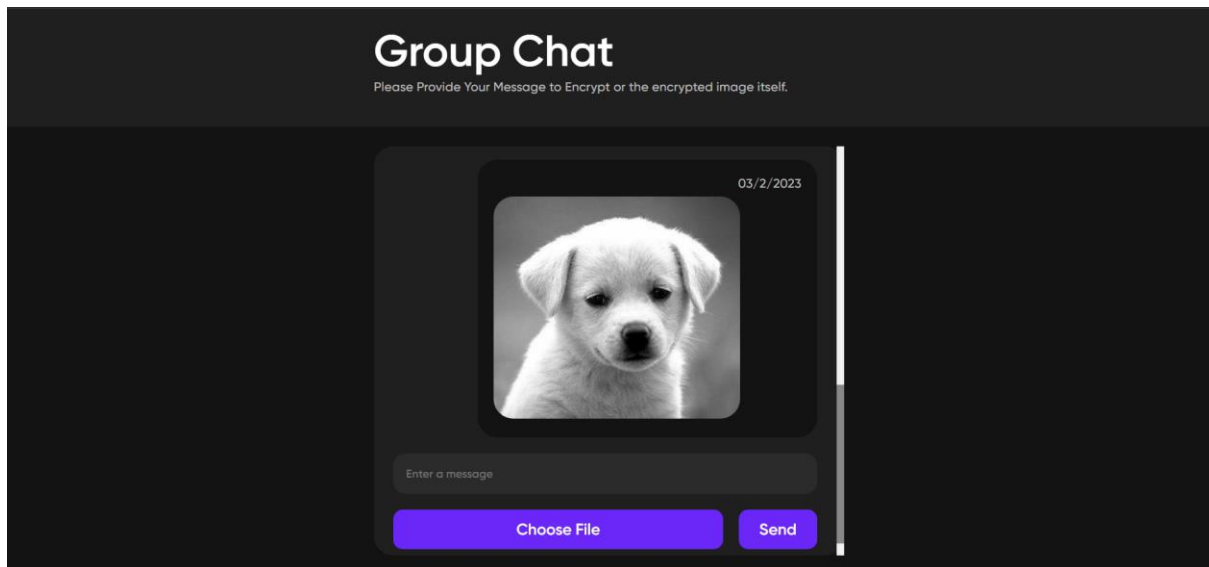 Group Chat
Please Provide Your Message to Encrypt or the encrypted image itself.
03/2/2023
Enter a message
Choose File
Send